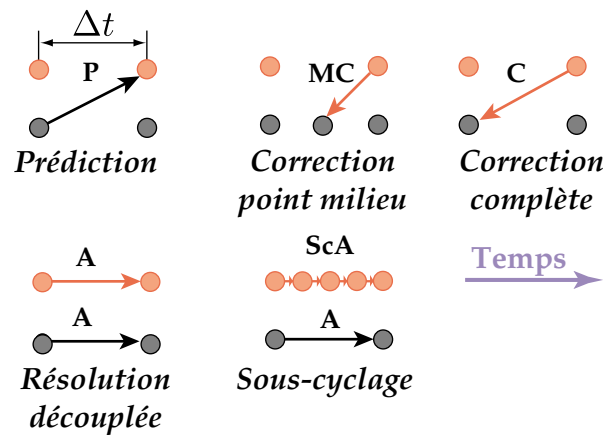 Δt
P
MC
C
Prédiction
Correction
point milieu
Correction
complète
A
A
Résolution
découplée
ScA
A
Sous-cyclage
Temps